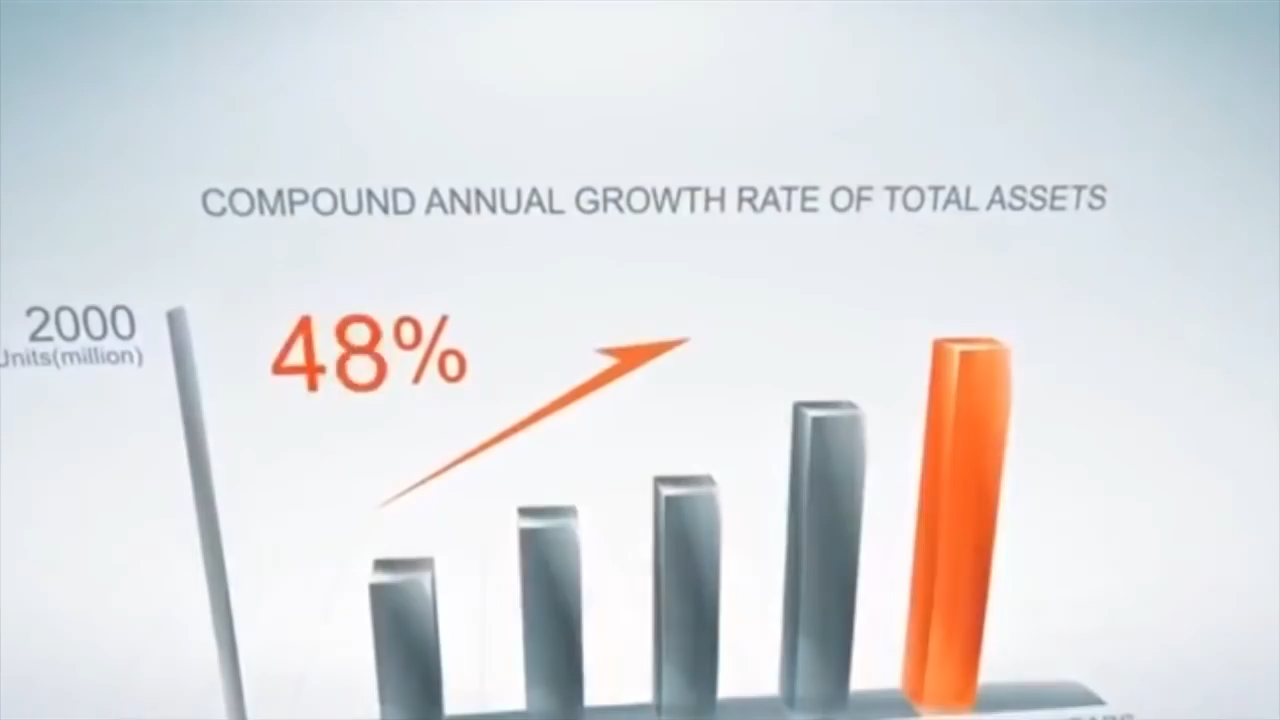 COMPOUND ANNUAL GROWTH RATE OF TOTAL ASSETS
2000
Units(million)
48%